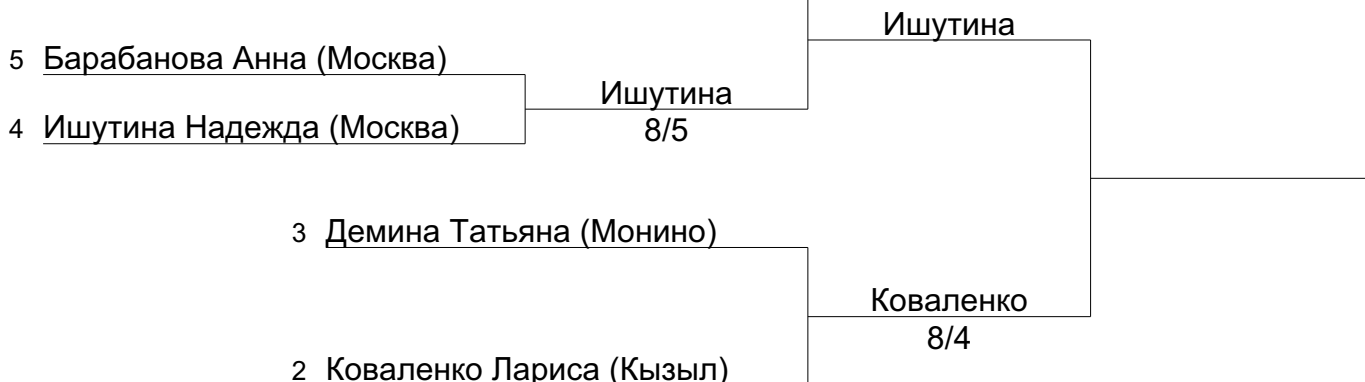 Ишутина
5 Барабанова Анна (Москва)
Ишутина
8/5
4 Ишутина Надежда (Москва)
3 Демина Татьяна (Монино)
Коваленко
8/4
2 Коваленко Лариса (Кызыл)